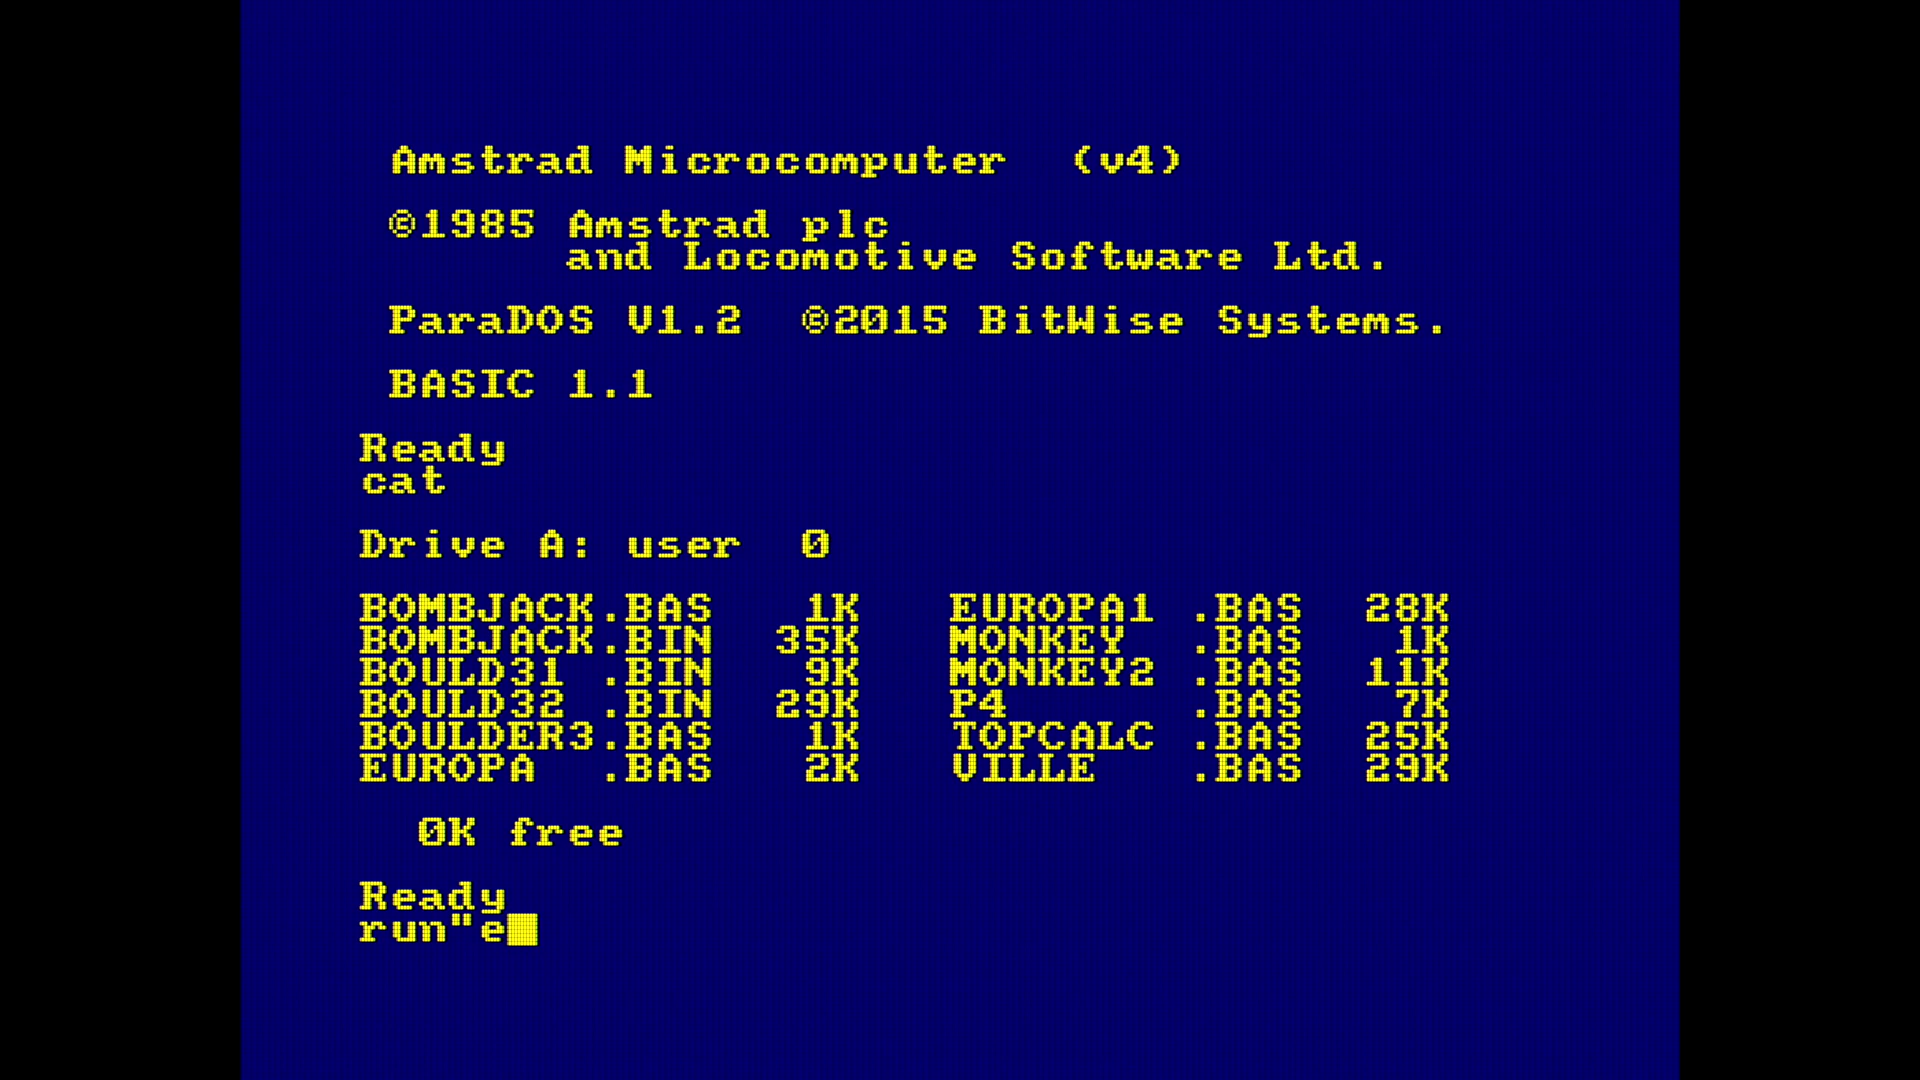 Amstrad Microcomputer (v4)
©1985 Amstrad plc
and Locomotive Software Ltd.
ParaDOS V1.2 ©2015 BitWise Systems.
BASIC 1.1
Ready
cat
Drive A: user 0
BOMBJACK.BAS 1K EUROPA1 .BAS 28K
BOMBJACK.BIN 35K MONKEY .BAS 1K
BOULD31 .BIN 9K MONKEY2 .BAS 11K
BOULD32 .BIN 29K P4 .BAS 7K
BOULDER3.BAS 1K TOPCALC .BAS 25K
EUROPA .BAS 2K VILLE .BAS 29K
0K free
Ready
run"e